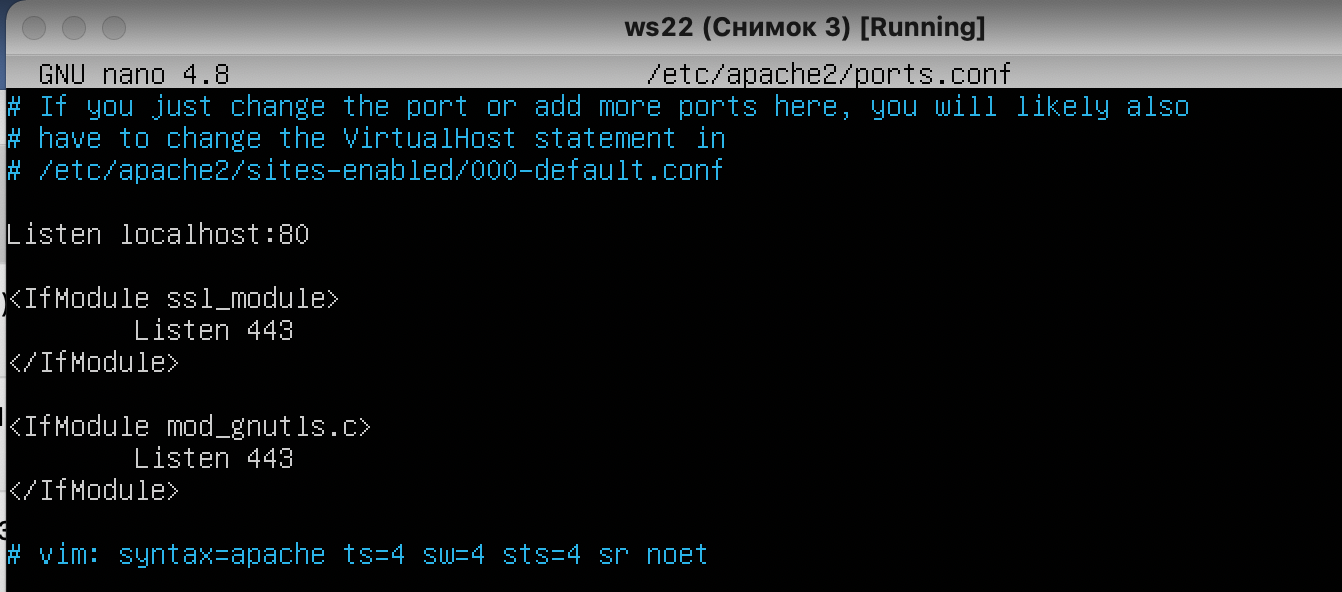 ws22 (Снимок 3) [Running]
GNU nano 4.8 /etc/apache2/ports.conf
# If you just change the port or add more ports here, you will likely also
# have to change the VirtualHost statement in
# /etc/apache2/sites-enabled/000-default.conf
Listen localhost:80
<IfModule ssl_module>
Listen 443
</IfModule>
<IfModule mod_gnutls.c>
Listen 443
</IfModule>
# vim: syntax=apache ts=4 sw=4 sts=4 sr noet